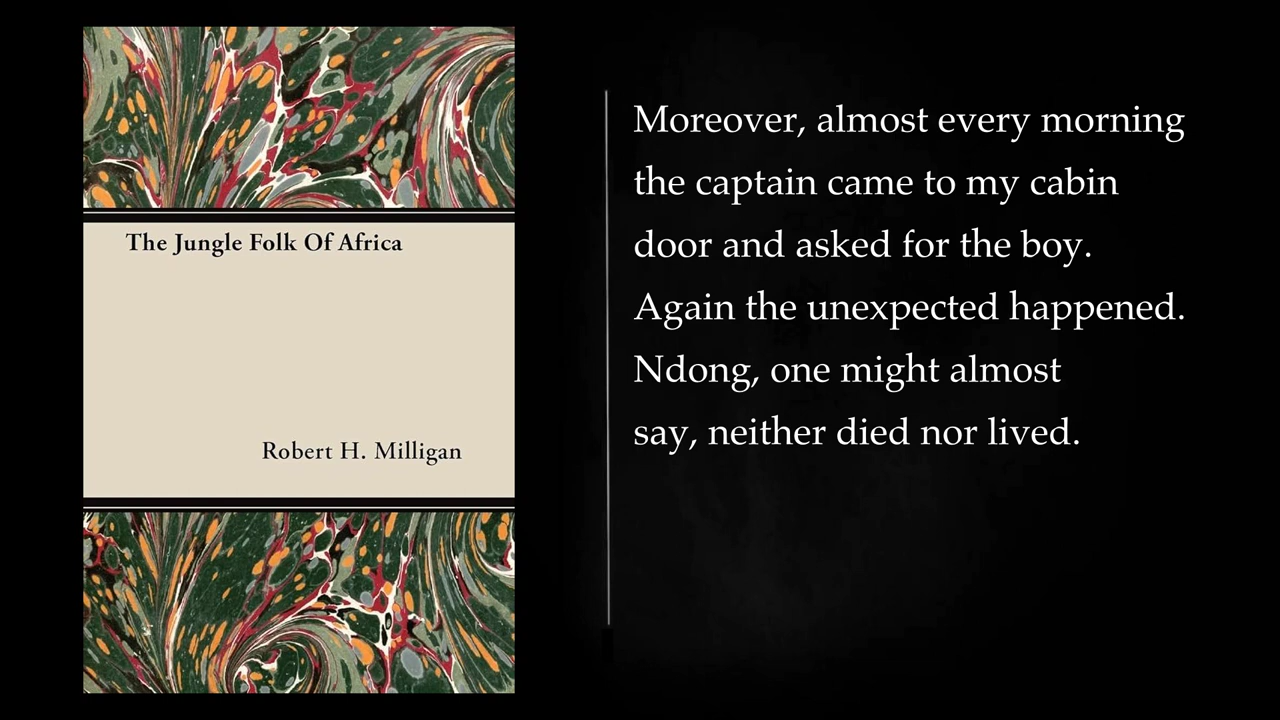 The Jungle Folk Of Africa
Robert H. Milligan
Moreover, almost every morning
the captain came to my cabin
door and asked for the boy.
Again the unexpected happened.
Ndong, one might almost
say, neither died nor lived.